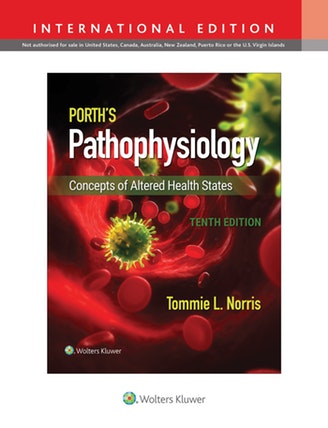 INTERNATIONAL EDITION
Not authorised for sale in United States, Canada, Australia, New Zealand, Puerto Rico or the U.S. Virgin Islands
PORTH'S
Pathophysiology
Concepts of Altered Health States
TENTH EDITION
Tommie L. Norris
Wolters Kluwer
Wolters Kluwer